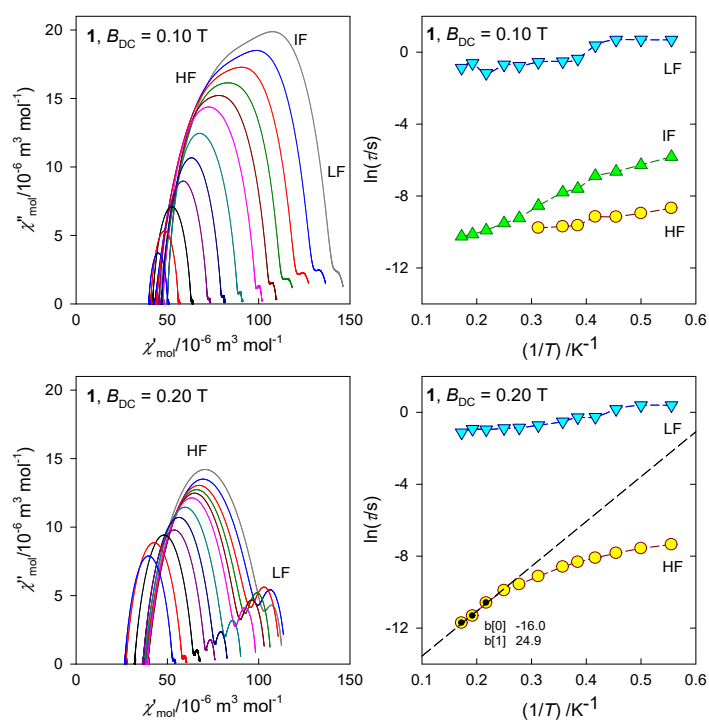 1, B_DC = 0.10 T
IF
HF
LF
20
15
10
5
0
χ''mol/10⁻⁶ m³ mol⁻¹
0
50
100
150
χ'mol/10⁻⁶ m³ mol⁻¹
1, B_DC = 0.10 T
LF
IF
HF
0
-4
-8
-12
ln(τ/s)
0.1
0.2
0.3
0.4
0.5
0.6
(1/T) /K⁻¹
1, B_DC = 0.20 T
HF
LF
20
15
10
5
0
χ''mol/10⁻⁶ m³ mol⁻¹
0
50
100
150
χ'mol/10⁻⁶ m³ mol⁻¹
1, B_DC = 0.20 T
LF
HF
b[0] -16.0
b[1] 24.9
0
-4
-8
-12
ln(τ/s)
0.1
0.2
0.3
0.4
0.5
0.6
(1/T) /K⁻¹